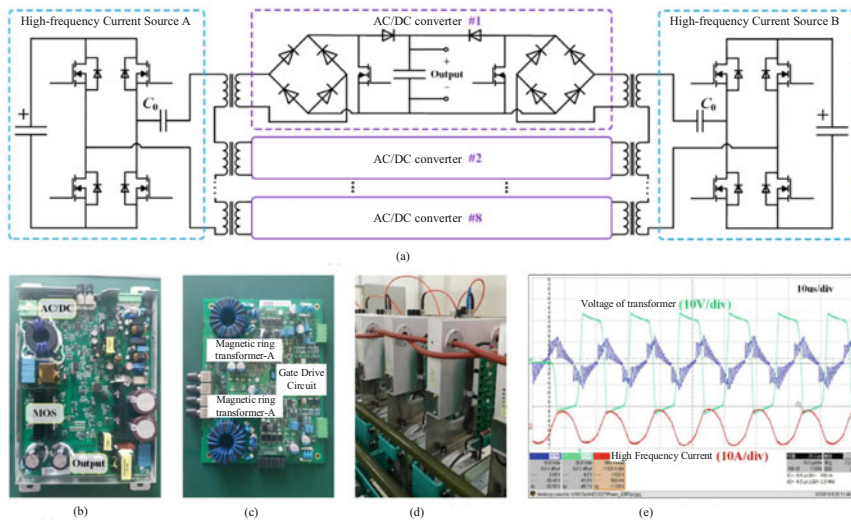 High-frequency Current Source A
AC/DC converter #1
High-frequency Current Source B
+
C0
+
Output
−
C0
+
AC/DC converter #2
AC/DC converter #8
(a)
AC/DC
MOS
Output
(b)
Magnetic ring
transformer-A
Gate Drive
Circuit
Magnetic ring
transformer-A
(c)
(d)
10us/div
Voltage of transformer (10V/div)
High Frequency Current (10A/div)
(e)